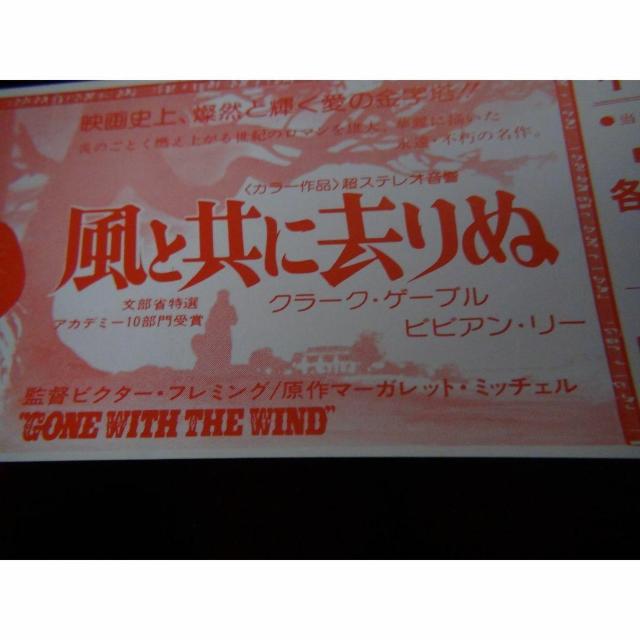 映画史上、燦然と輝く愛の金字塔!!
炎のごとく燃え上がる世紀のロマンを雄大、華麗に描いた
永遠・不朽の名作。
〈カラー作品〉超ステレオ音響
風と共に去りぬ
文部省特選
アカデミー10部門受賞
クラーク・ゲーブル
ビビアン・リー
監督ビクター・フレミング/原作マーガレット・ミッチェル
"GONE WITH THE WIND"
●当
各